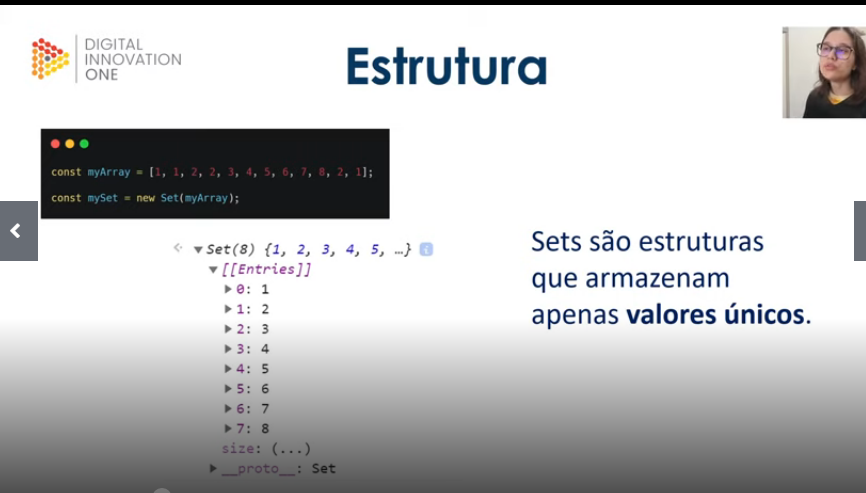 DIGITAL
INNOVATION
ONE
Estrutura
const myArray = [1, 1, 2, 2, 3, 4, 5, 6, 7, 8, 2, 1];
const mySet = new Set(myArray);
Set(8) {1, 2, 3, 4, 5, …}
[[Entries]]
0: 1
1: 2
2: 3
3: 4
4: 5
5: 6
6: 7
7: 8
size: (...)
__proto__: Set
Sets são estruturas
que armazenam
apenas valores únicos.